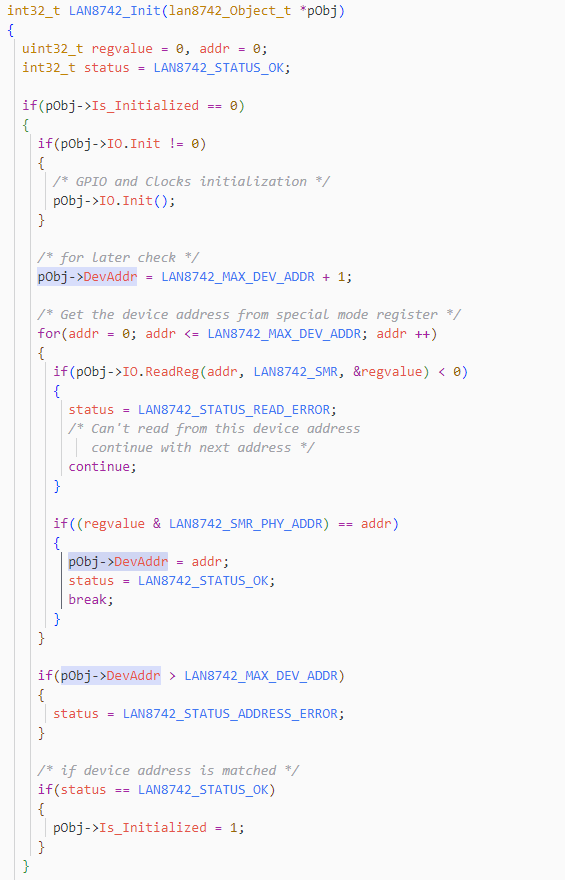 int32_t LAN8742_Init(lan8742_Object_t *pObj)
{
uint32_t regvalue = 0, addr = 0;
int32_t status = LAN8742_STATUS_OK;
if(pObj->Is_Initialized == 0)
{
if(pObj->IO.Init != 0)
{
/* GPIO and Clocks initialization */
pObj->IO.Init();
}
/* for later check */
pObj->DevAddr = LAN8742_MAX_DEV_ADDR + 1;
/* Get the device address from special mode register */
for(addr = 0; addr <= LAN8742_MAX_DEV_ADDR; addr ++)
{
if(pObj->IO.ReadReg(addr, LAN8742_SMR, &regvalue) < 0)
{
status = LAN8742_STATUS_READ_ERROR;
/* Can't read from this device address
continue with next address */
continue;
}
if((regvalue & LAN8742_SMR_PHY_ADDR) == addr)
{
pObj->DevAddr = addr;
status = LAN8742_STATUS_OK;
break;
}
}
if(pObj->DevAddr > LAN8742_MAX_DEV_ADDR)
{
status = LAN8742_STATUS_ADDRESS_ERROR;
}
/* if device address is matched */
if(status == LAN8742_STATUS_OK)
{
pObj->Is_Initialized = 1;
}
}